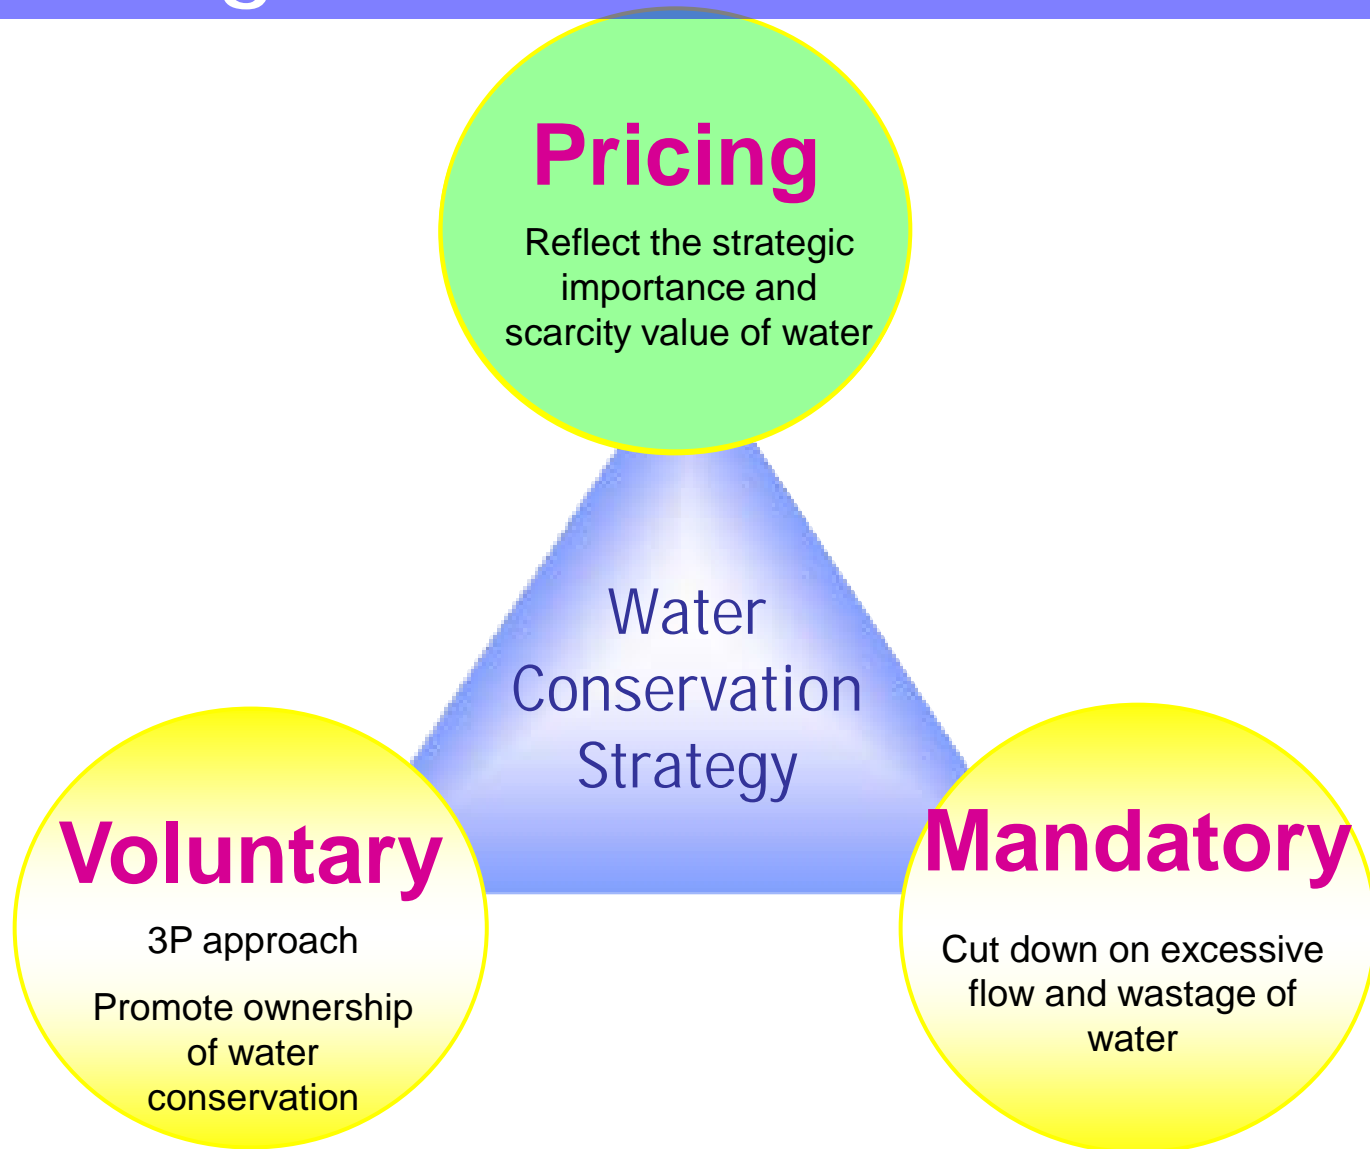 Pricing
Reflect the strategic
importance and
scarcity value of water
Water
Conservation
Strategy
Voluntary
3P approach
Promote ownership
of water
conservation
Mandatory
Cut down on excessive
flow and wastage of
water